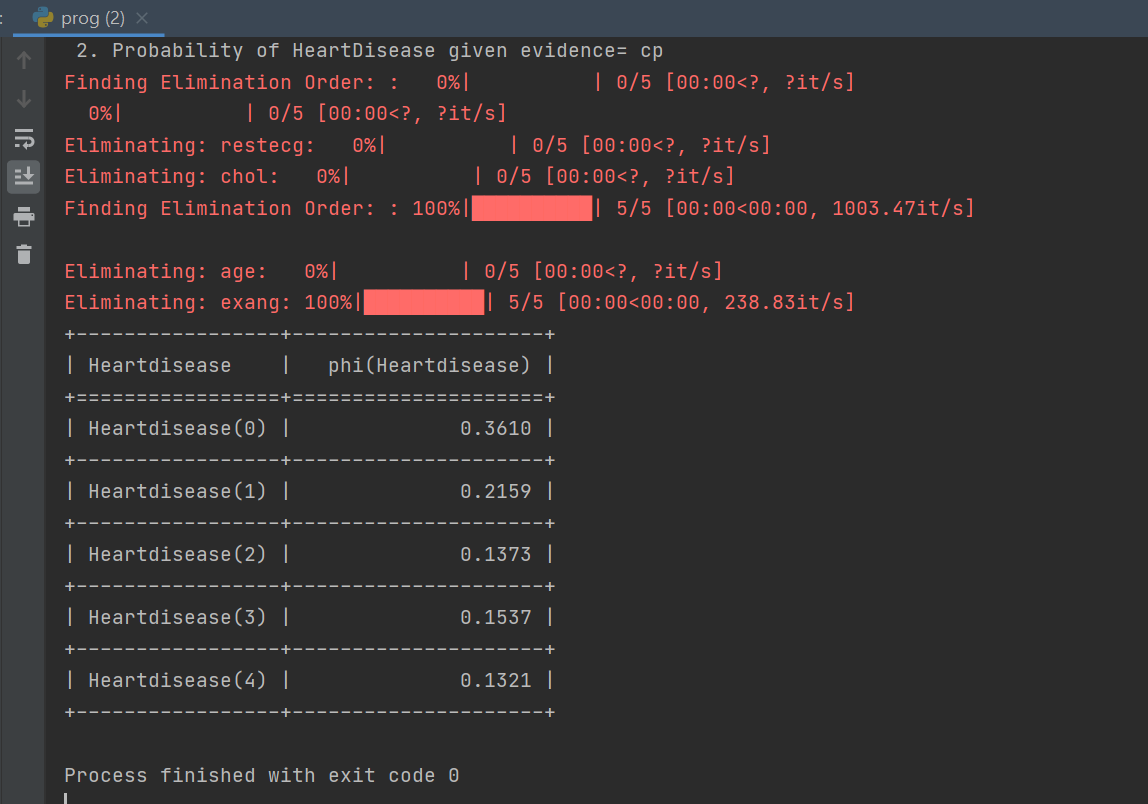 prog (2)
2. Probability of HeartDisease given evidence= cp
Finding Elimination Order: :   0%|          | 0/5 [00:00<?, ?it/s]
  0%|          | 0/5 [00:00<?, ?it/s]
Eliminating: restecg:   0%|          | 0/5 [00:00<?, ?it/s]
Eliminating: chol:   0%|          | 0/5 [00:00<?, ?it/s]
Finding Elimination Order: : 100%|██████████| 5/5 [00:00<00:00, 1003.47it/s]
Eliminating: age:   0%|          | 0/5 [00:00<?, ?it/s]
Eliminating: exang: 100%|██████████| 5/5 [00:00<00:00, 238.83it/s]
+-----------------+---------------------+
| Heartdisease    |   phi(Heartdisease) |
+=================+=====================+
| Heartdisease(0) |              0.3610 |
+-----------------+---------------------+
| Heartdisease(1) |              0.2159 |
+-----------------+---------------------+
| Heartdisease(2) |              0.1373 |
+-----------------+---------------------+
| Heartdisease(3) |              0.1537 |
+-----------------+---------------------+
| Heartdisease(4) |              0.1321 |
+-----------------+---------------------+
Process finished with exit code 0